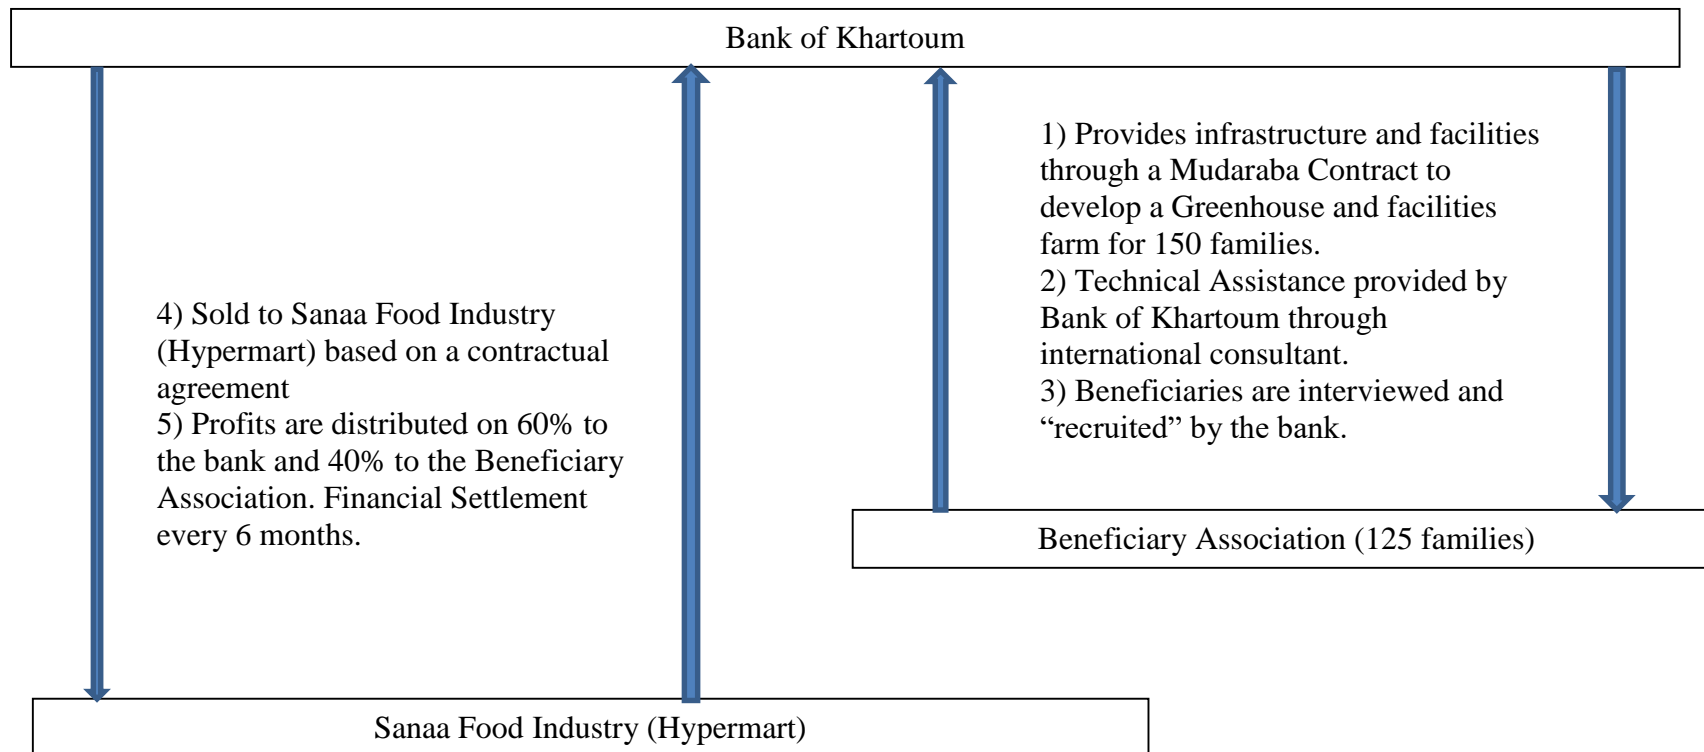 Bank of Khartoum
1) Provides infrastructure and facilities
through a Mudaraba Contract to
develop a Greenhouse and facilities
farm for 150 families.
2) Technical Assistance provided by
Bank of Khartoum through
international consultant.
3) Beneficiaries are interviewed and
“recruited” by the bank.
4) Sold to Sanaa Food Industry
(Hypermart) based on a contractual
agreement
5) Profits are distributed on 60% to
the bank and 40% to the Beneficiary
Association. Financial Settlement
every 6 months.
Beneficiary Association (125 families)
Sanaa Food Industry (Hypermart)